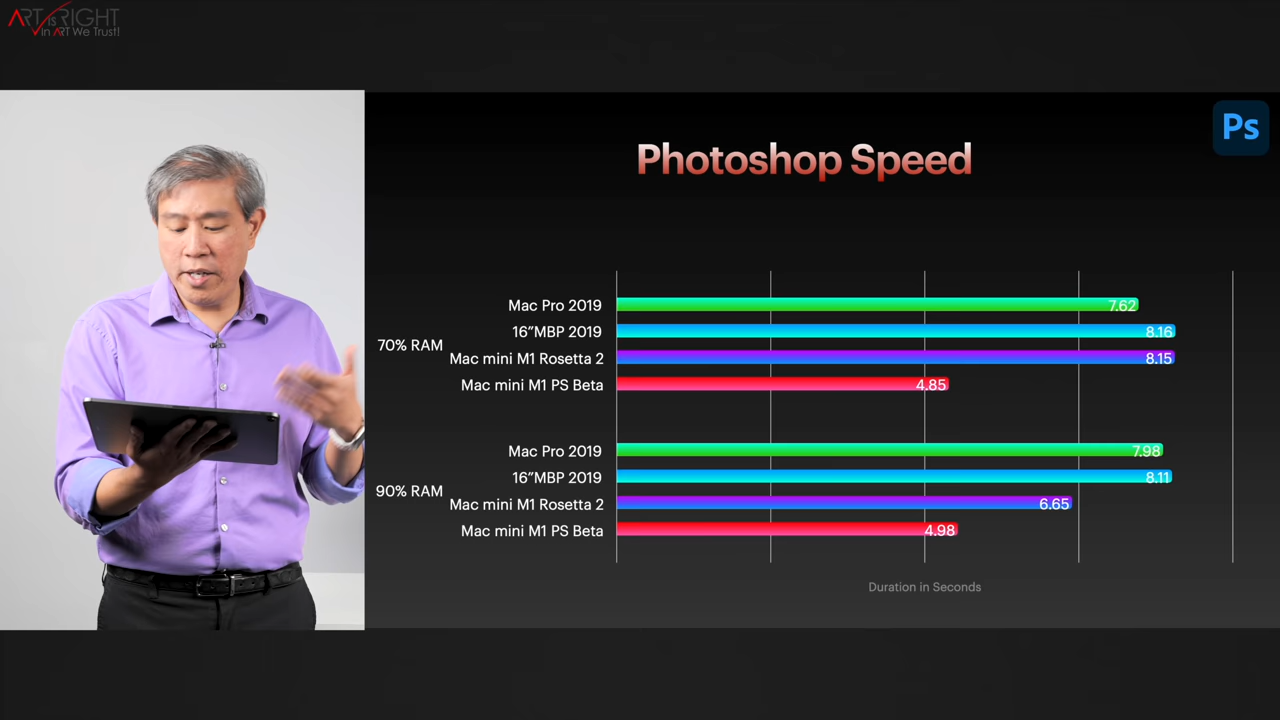 ART is RIGHT
In ART We Trust!
Ps
Photoshop Speed
70% RAM
Mac Pro 2019 7.62
16”MBP 2019 8.16
Mac mini M1 Rosetta 2 8.15
Mac mini M1 PS Beta 4.85
90% RAM
Mac Pro 2019 7.98
16”MBP 2019 8.11
Mac mini M1 Rosetta 2 6.65
Mac mini M1 PS Beta 4.98
Duration in Seconds